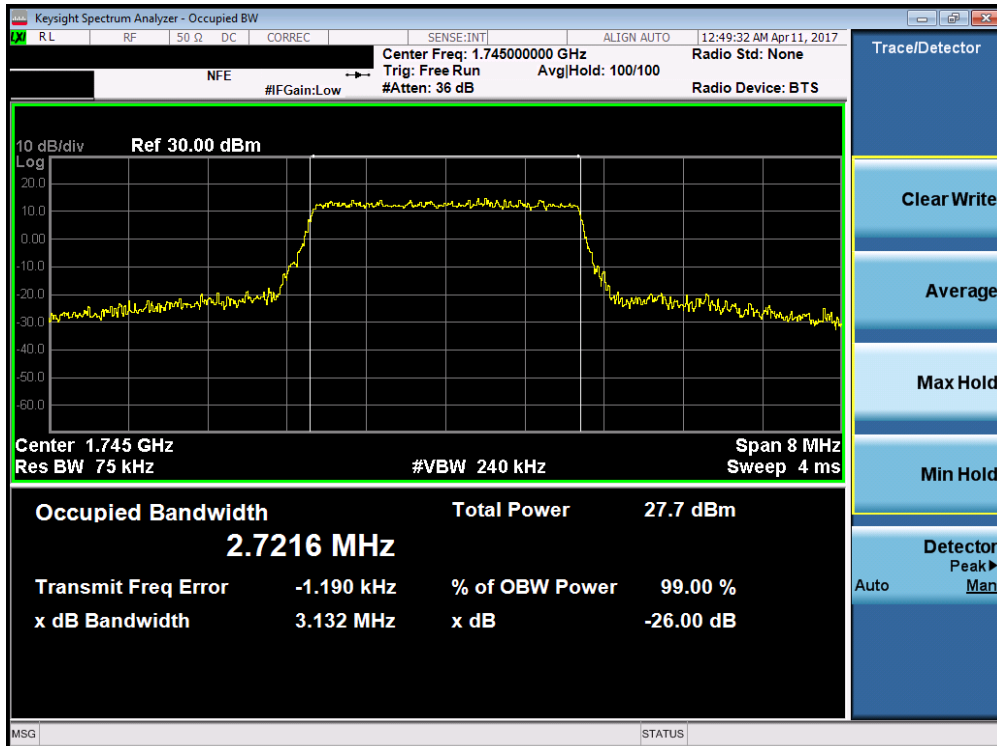 Keysight Spectrum Analyzer - Occupied BW
LXI RL RF 50 Ω DC CORREC SENSE:INT ALIGN AUTO 12:49:32 AM Apr 11, 2017
Center Freq: 1.745000000 GHz Radio Std: None
NFE Trig: Free Run Avg|Hold: 100/100
#IFGain:Low #Atten: 36 dB Radio Device: BTS
Trace/Detector
10 dB/div Ref 30.00 dBm
Log
20.0
10.0
0.00
-10.0
-20.0
-30.0
-40.0
-50.0
-60.0
Center 1.745 GHz Span 8 MHz
Res BW 75 kHz #VBW 240 kHz Sweep 4 ms
Occupied Bandwidth Total Power 27.7 dBm
2.7216 MHz
Transmit Freq Error -1.190 kHz % of OBW Power 99.00 %
x dB Bandwidth 3.132 MHz x dB -26.00 dB
Clear Write
Average
Max Hold
Min Hold
Detector
Peak
Auto Man
MSG STATUS